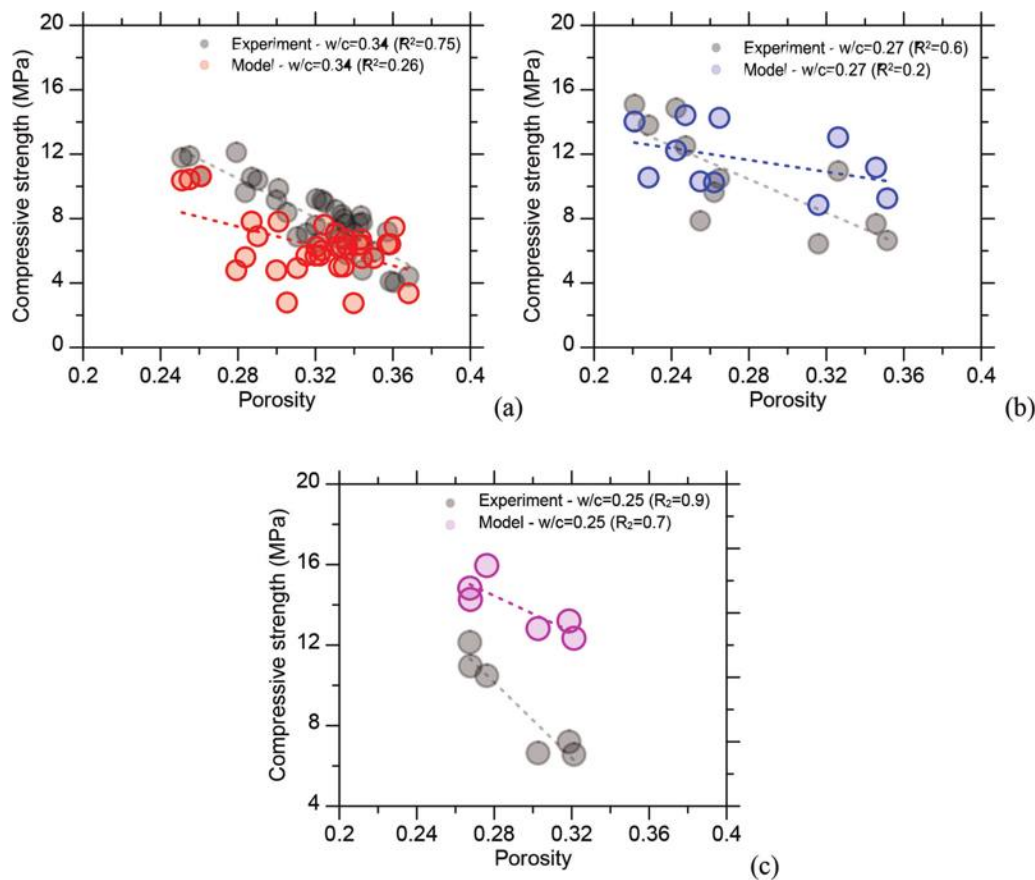 20
16
12
8
4
0
Compressive strength (MPa)
Experiment - w/c=0.34 (R²=0.75)
Model - w/c=0.34 (R²=0.26)
0.2 0.24 0.28 0.32 0.36 0.4
Porosity
(a)
20
16
12
8
4
0
Compressive strength (MPa)
Experiment - w/c=0.27 (R²=0.6)
Model - w/c=0.27 (R²=0.2)
0.2 0.24 0.28 0.32 0.36 0.4
Porosity
(b)
20
16
12
8
4
Compressive strength (MPa)
Experiment - w/c=0.25 (R₂=0.9)
Model - w/c=0.25 (R₂=0.7)
0.2 0.24 0.28 0.32 0.36 0.4
Porosity
(c)